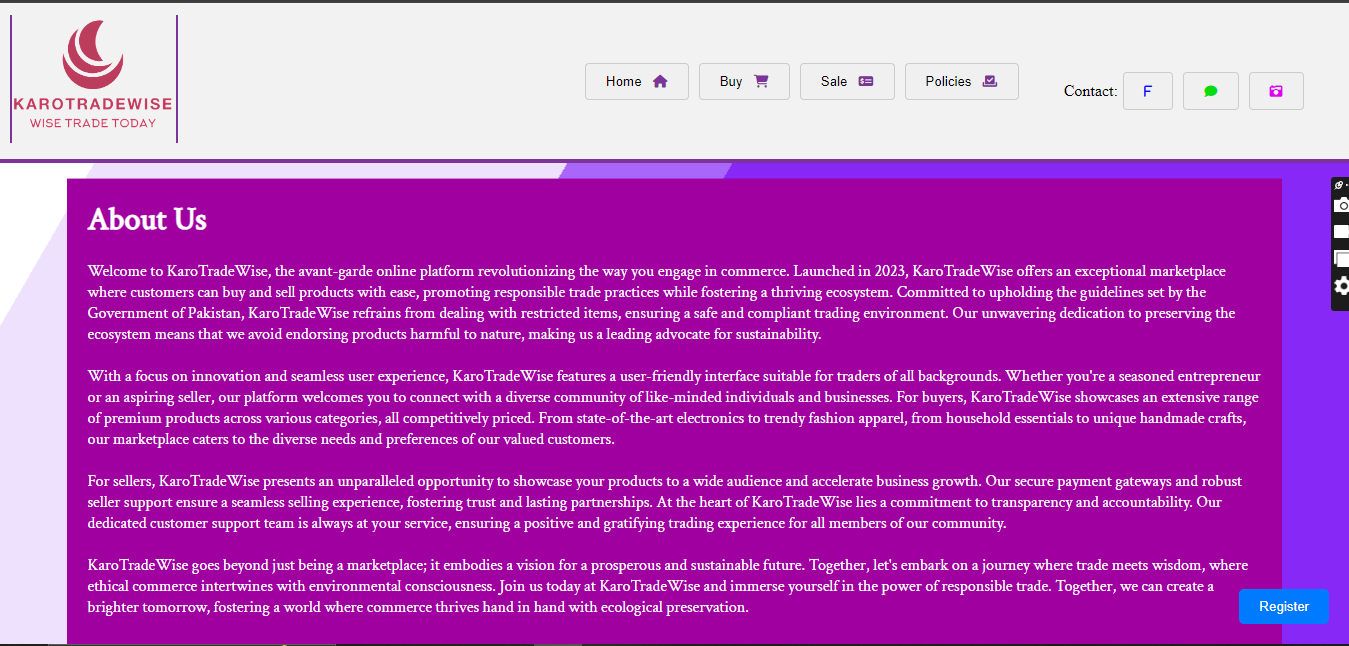 KAROTRADEWISE
WISE TRADE TODAY
Home
Buy
Sale
Policies
Contact:
F
About Us
Welcome to KaroTradeWise, the avant-garde online platform revolutionizing the way you engage in commerce. Launched in 2023, KaroTradeWise offers an exceptional marketplace
where customers can buy and sell products with ease, promoting responsible trade practices while fostering a thriving ecosystem. Committed to upholding the guidelines set by the
Government of Pakistan, KaroTradeWise refrains from dealing with restricted items, ensuring a safe and compliant trading environment. Our unwavering dedication to preserving the
ecosystem means that we avoid endorsing products harmful to nature, making us a leading advocate for sustainability.
With a focus on innovation and seamless user experience, KaroTradeWise features a user-friendly interface suitable for traders of all backgrounds. Whether you're a seasoned entrepreneur
or an aspiring seller, our platform welcomes you to connect with a diverse community of like-minded individuals and businesses. For buyers, KaroTradeWise showcases an extensive range
of premium products across various categories, all competitively priced. From state-of-the-art electronics to trendy fashion apparel, from household essentials to unique handmade crafts,
our marketplace caters to the diverse needs and preferences of our valued customers.
For sellers, KaroTradeWise presents an unparalleled opportunity to showcase your products to a wide audience and accelerate business growth. Our secure payment gateways and robust
seller support ensure a seamless selling experience, fostering trust and lasting partnerships. At the heart of KaroTradeWise lies a commitment to transparency and accountability. Our
dedicated customer support team is always at your service, ensuring a positive and gratifying trading experience for all members of our community.
KaroTradeWise goes beyond just being a marketplace; it embodies a vision for a prosperous and sustainable future. Together, let's embark on a journey where trade meets wisdom, where
ethical commerce intertwines with environmental consciousness. Join us today at KaroTradeWise and immerse yourself in the power of responsible trade. Together, we can create a
brighter tomorrow, fostering a world where commerce thrives hand in hand with ecological preservation.
Register